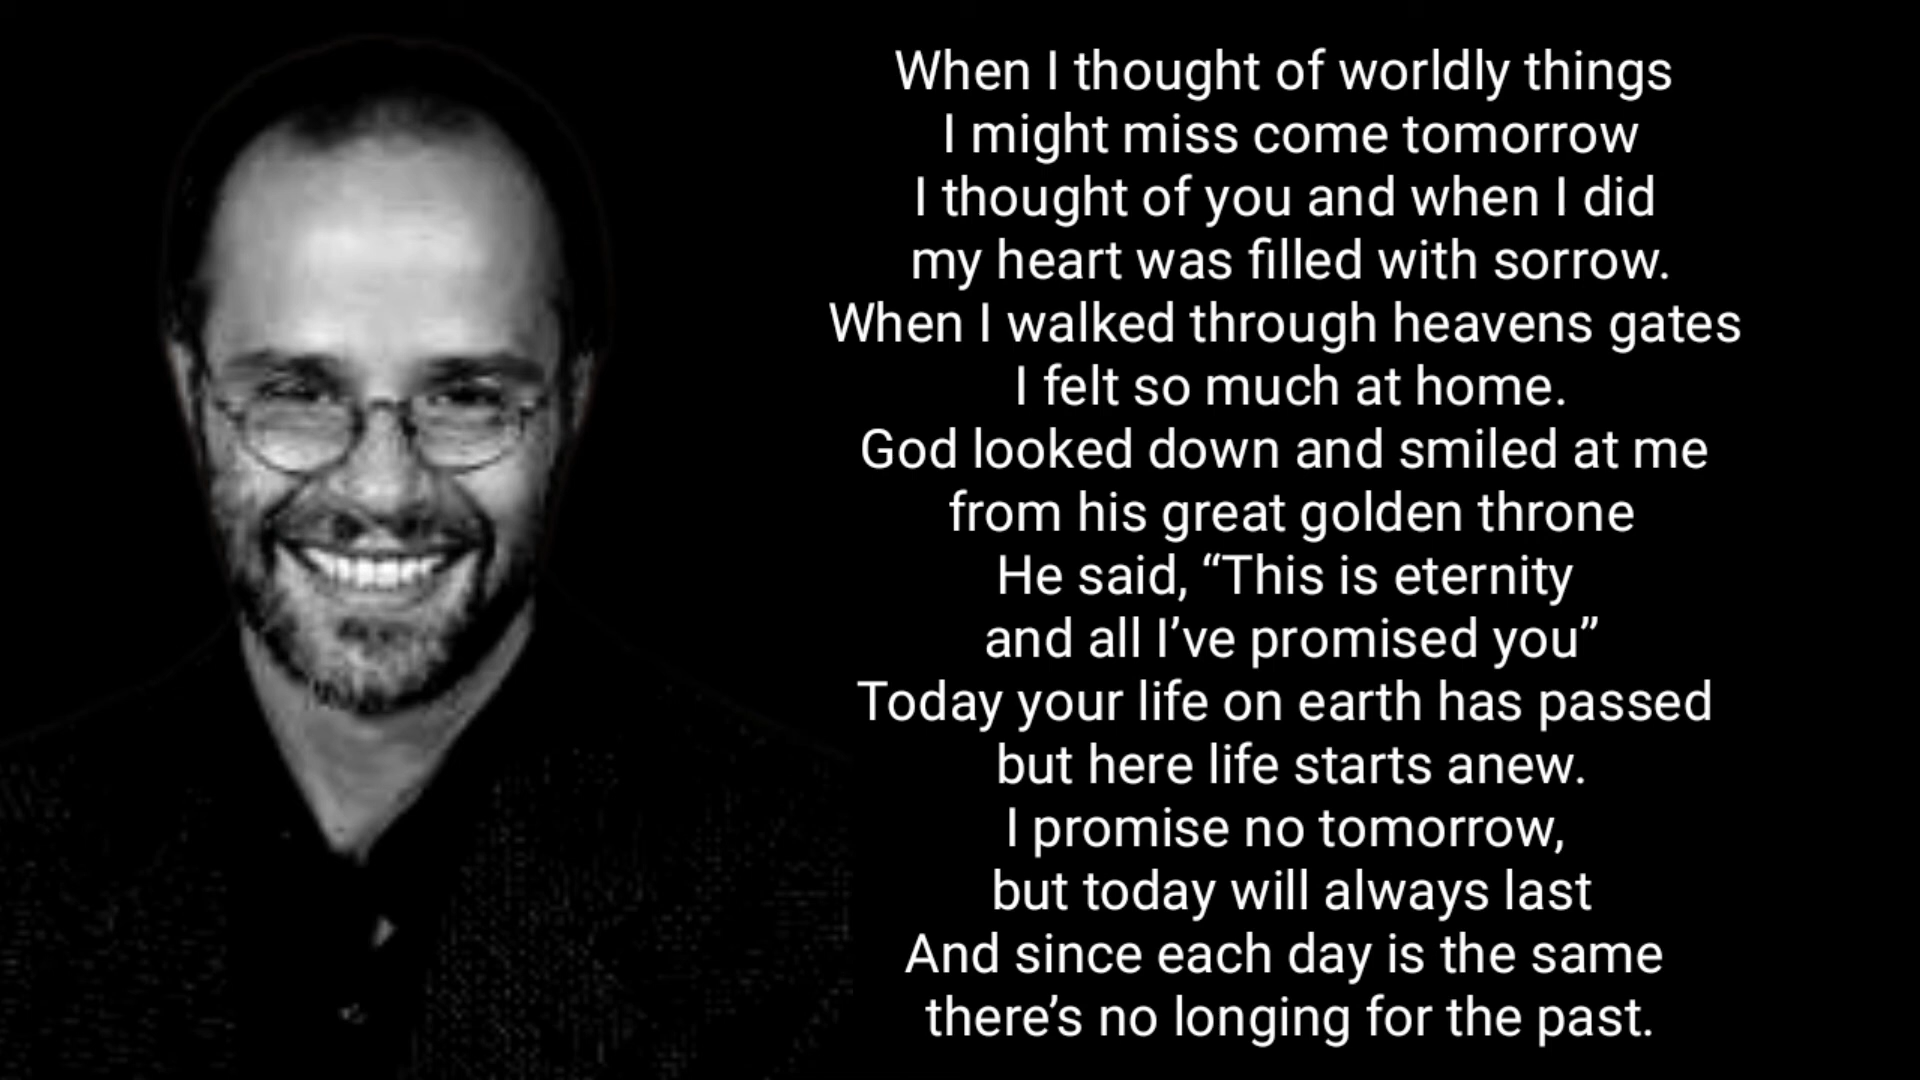 When I thought of worldly things
I might miss come tomorrow
I thought of you and when I did
my heart was filled with sorrow.
When I walked through heavens gates
I felt so much at home.
God looked down and smiled at me
from his great golden throne
He said, “This is eternity
and all I’ve promised you”
Today your life on earth has passed
but here life starts anew.
I promise no tomorrow,
but today will always last
And since each day is the same
there’s no longing for the past.